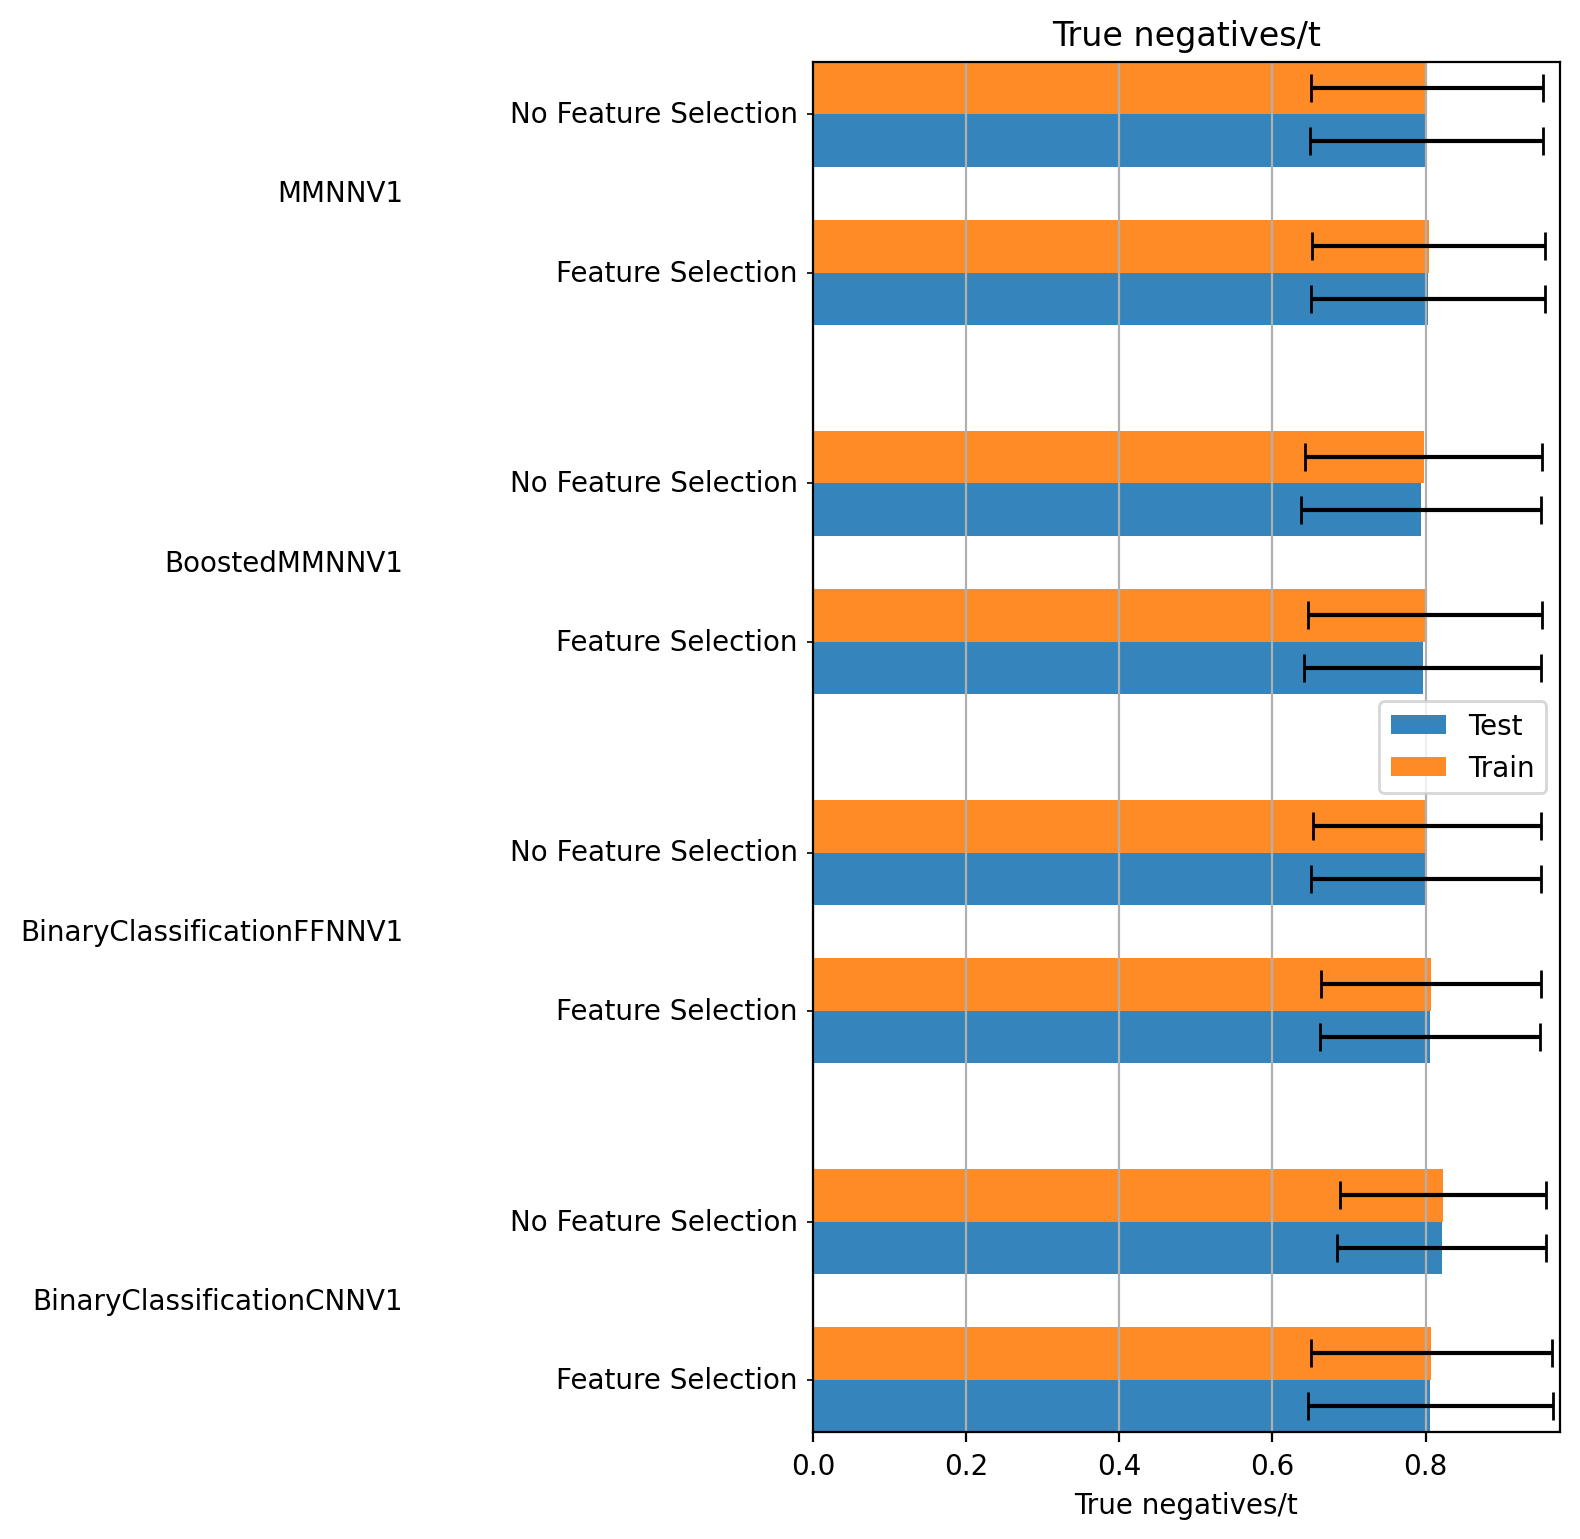 True negatives/t
No Feature Selection
MMNNV1
Feature Selection
No Feature Selection
BoostedMMNNV1
Feature Selection
Test
Train
No Feature Selection
BinaryClassificationFFNNV1
Feature Selection
No Feature Selection
BinaryClassificationCNNV1
Feature Selection
0.0 0.2 0.4 0.6 0.8
True negatives/t